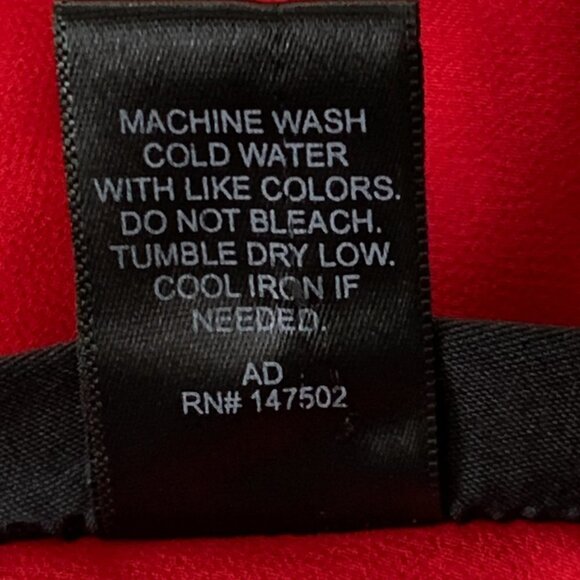 MACHINE WASH
COLD WATER
WITH LIKE COLORS.
DO NOT BLEACH.
TUMBLE DRY LOW.
COOL IRON IF
NEEDED.
AD
RN# 147502